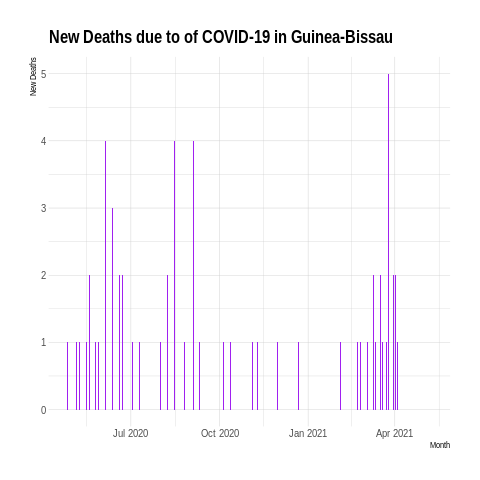 New Deaths due to of COVID-19 in Guinea-Bissau
New Deaths
5
4
3
2
1
0
Jul 2020 Oct 2020 Jan 2021 Apr 2021
Month